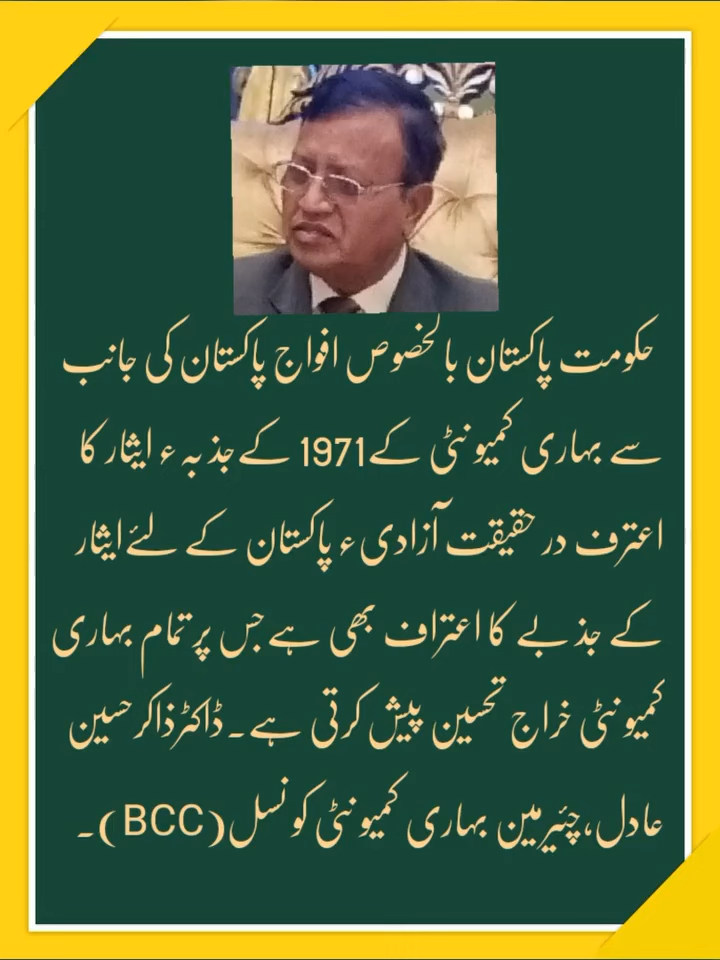 حکومت پاکستان بالخصوص افواج پاکستان کی جانب
سے بہاری کمیونٹی کے 1971 کے جذبہء ایثار کا
اعترف در حقیقت آزادیء پاکستان کے لئے ایثار
کے جذبے کا اعتراف بھی ہے جس پر تمام بہاری
کمیونٹی خراج تحسین پیش کرتی ہے۔ ڈاکٹر ذاکر حسین
عادل، چئیرمین بہاری کمیونٹی کونسل (BCC)۔